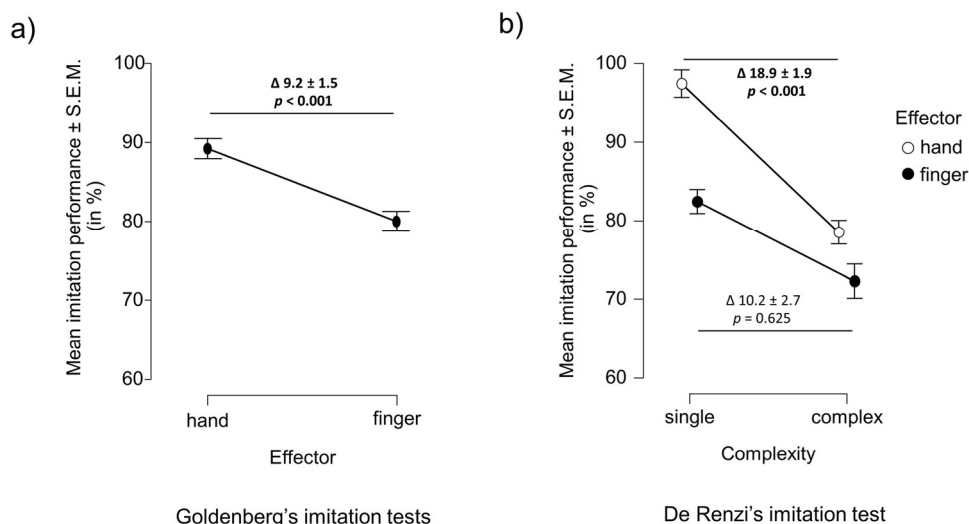 a)
Mean imitation performance ± S.E.M.
(in %)
100
90
80
70
60
Δ 9.2 ± 1.5
p < 0.001
hand
finger
Effector
Goldenberg's imitation tests
b)
Mean imitation performance ± S.E.M.
(in %)
100
90
80
70
60
Δ 18.9 ± 1.9
p < 0.001
Δ 10.2 ± 2.7
p = 0.625
single
complex
Complexity
Effector
hand
finger
De Renzi's imitation test